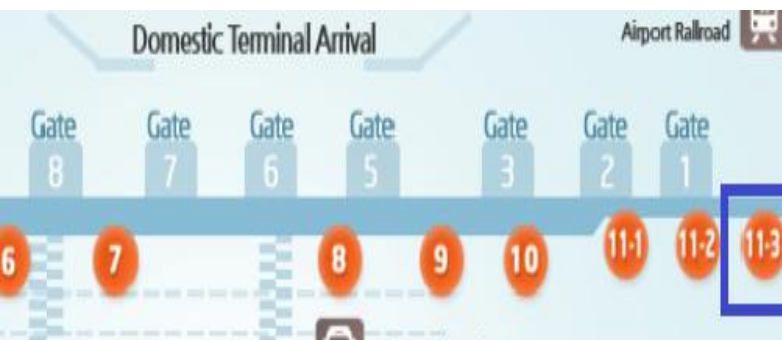 Domestic Terminal Arrival
Airport Railroad
Gate Gate Gate Gate Gate Gate Gate
8 7 6 5 3 2 1
6 7 8 9 10 11-1 11-2 11-3